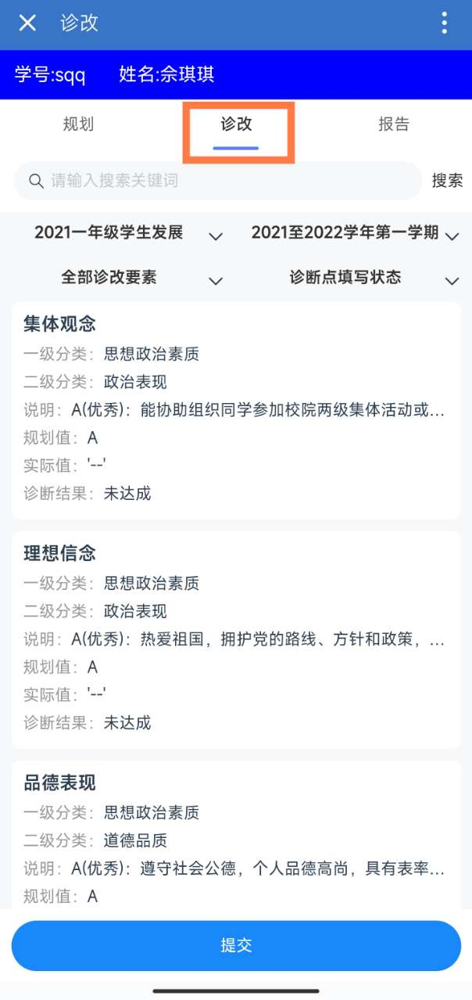 诊改
学号:sqq 姓名:佘琪琪
规划 诊改 报告
请输入搜索关键词 搜索
2021一年级学生发展 2021至2022学年第一学期
全部诊改要素 诊断点填写状态
集体观念
一级分类：思想政治素质
二级分类：政治表现
说明：A(优秀)：能协助组织同学参加校院两级集体活动或...
规划值：A
实际值：'--'
诊断结果：未达成
理想信念
一级分类：思想政治素质
二级分类：政治表现
说明：A(优秀)：热爱祖国，拥护党的路线、方针和政策，...
规划值：A
实际值：'--'
诊断结果：未达成
品德表现
一级分类：思想政治素质
二级分类：道德品质
说明：A(优秀)：遵守社会公德，个人品德高尚，具有表率...
规划值：A
提交